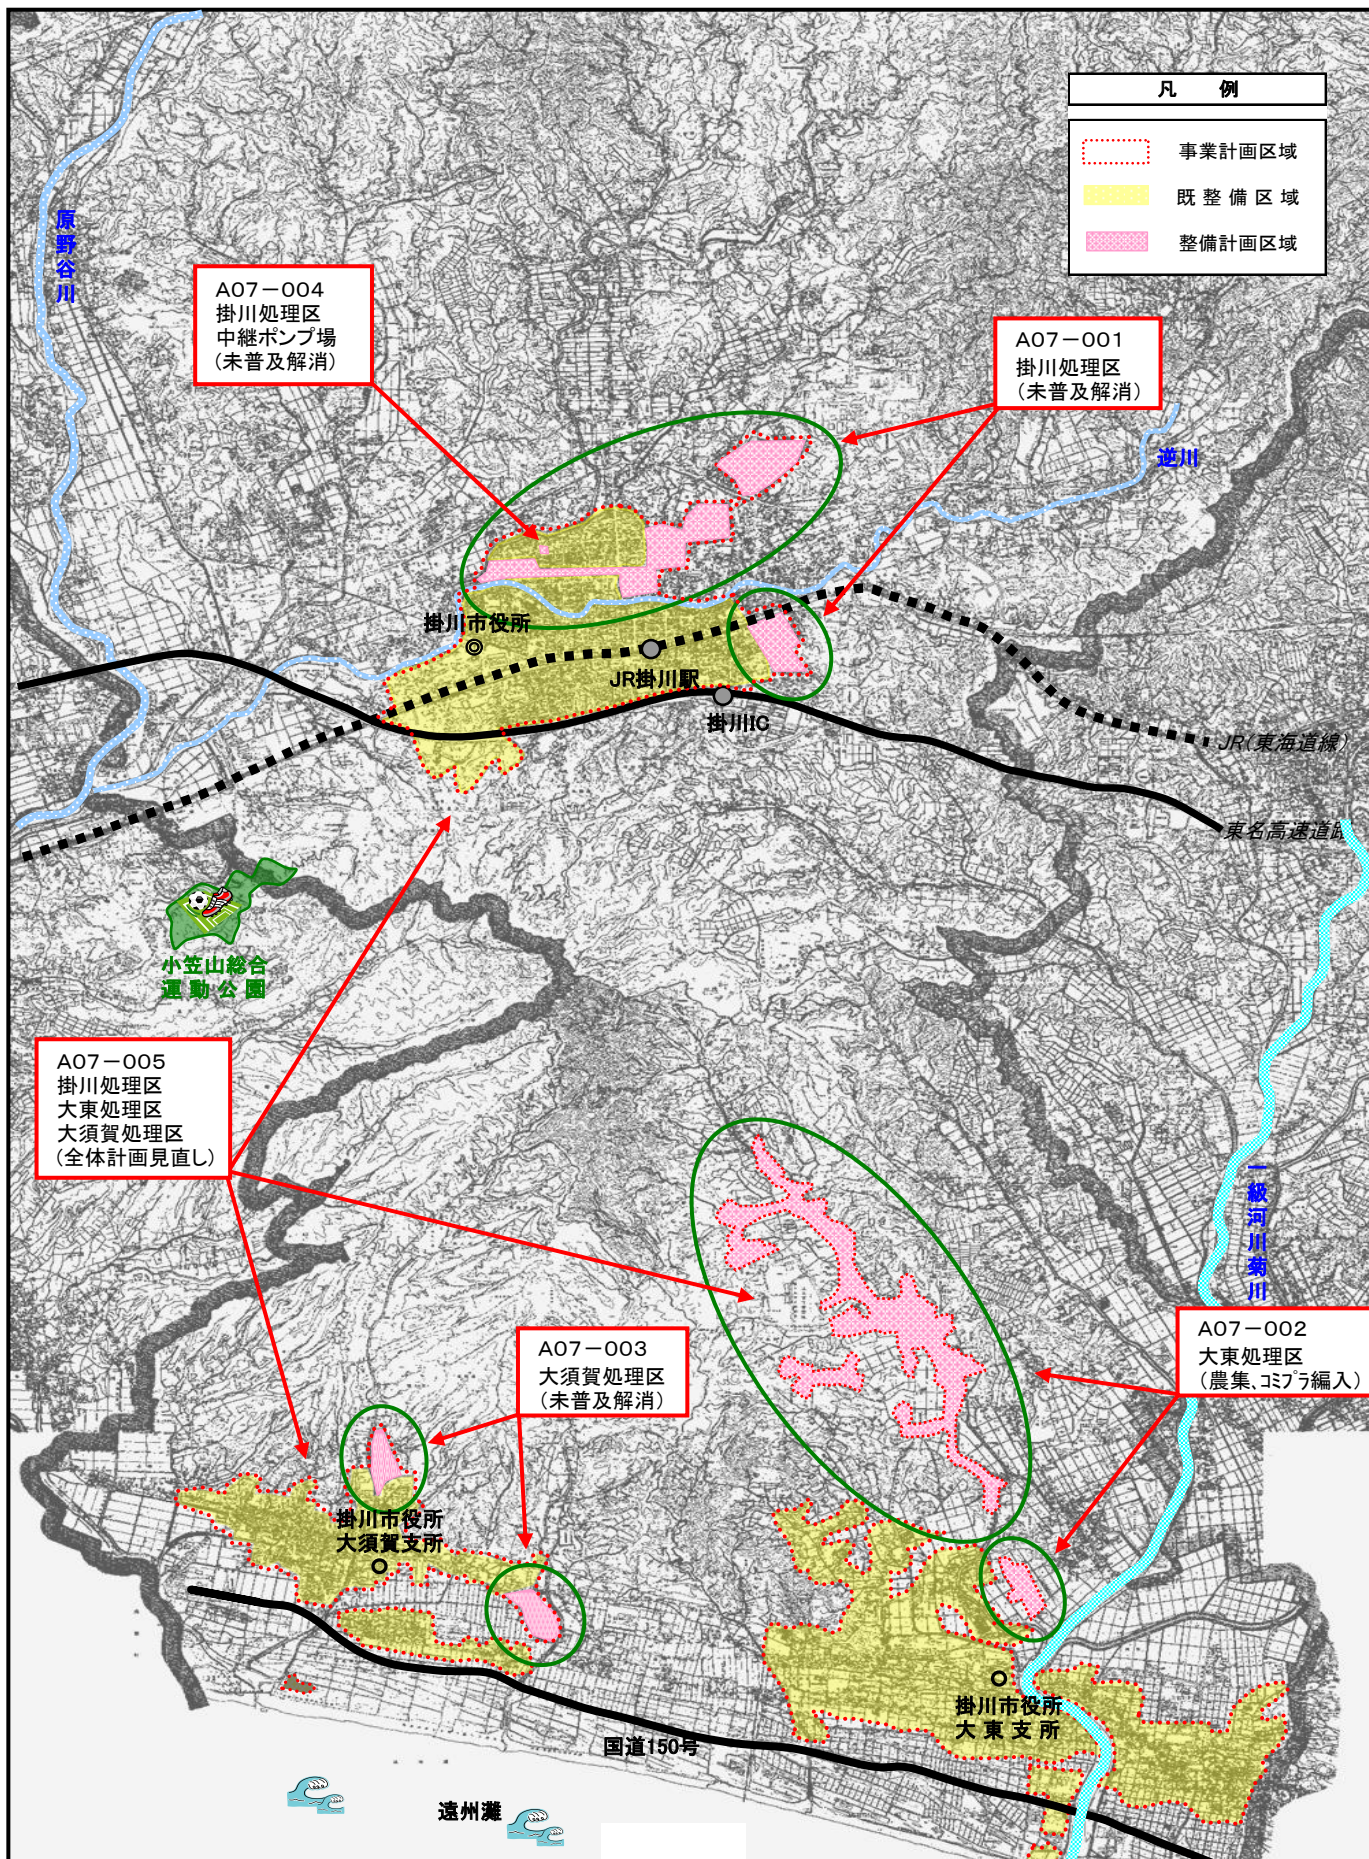 凡　例
事業計画区域
既整備区域
整備計画区域
原野谷川
A07-004
掛川処理区
中継ポンプ場
(未普及解消)
A07-001
掛川処理区
(未普及解消)
逆川
掛川市役所
JR掛川駅
掛川IC
JR(東海道線)
東名高速道路
小笠山総合
運動公園
A07-005
掛川処理区
大東処理区
大須賀処理区
(全体計画見直し)
一級河川菊川
A07-002
大東処理区
(農集、コミプラ編入)
A07-003
大須賀処理区
(未普及解消)
掛川市役所
大須賀支所
掛川市役所
大東支所
国道150号
遠州灘